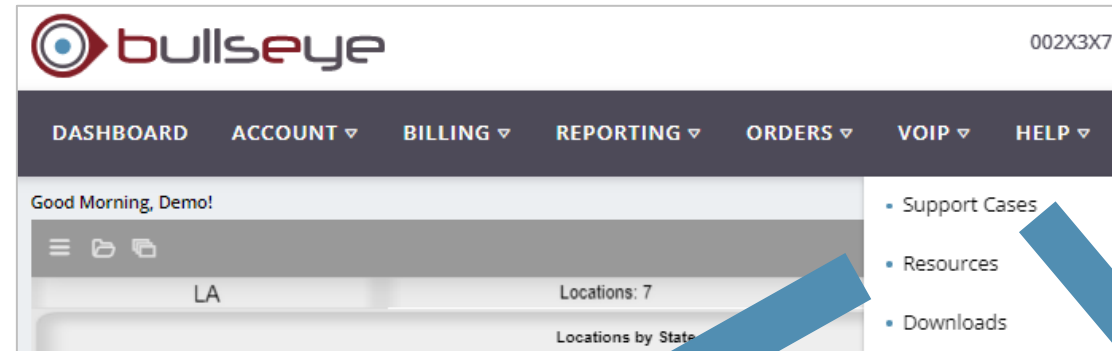 bullseye
002X3X7
DASHBOARD ACCOUNT BILLING REPORTING ORDERS VOIP HELP
Good Morning, Demo!
Support Cases
Resources
LA Locations: 7
Downloads
Locations by State